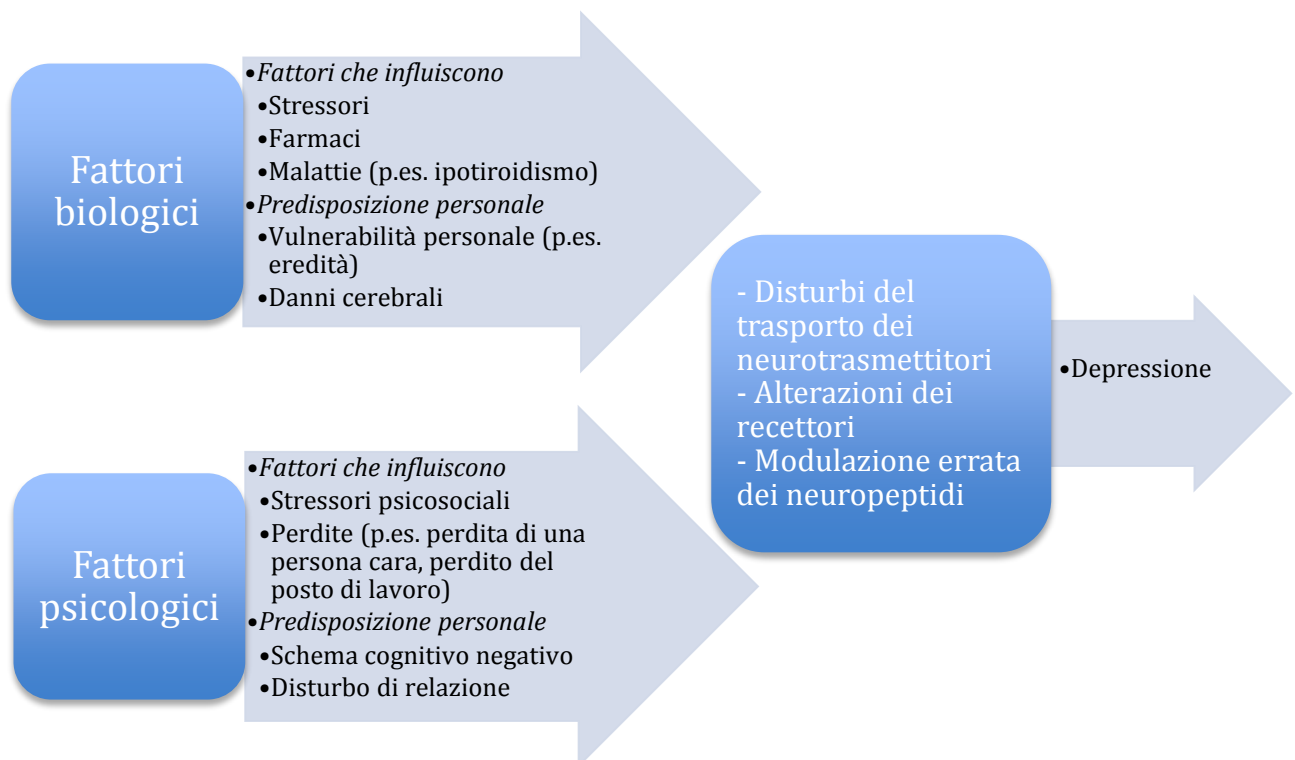 Fattori
biologici
•Fattori che influiscono
•Stressori
•Farmaci
•Malattie (p.es. ipotiroidismo)
•Predisposizione personale
•Vulnerabilità personale (p.es.
eredità)
•Danni cerebrali
Fattori
psicologici
•Fattori che influiscono
•Stressori psicosociali
•Perdite (p.es. perdita di una
persona cara, perdito del
posto di lavoro)
•Predisposizione personale
•Schema cognitivo negativo
•Disturbo di relazione
- Disturbi del
trasporto dei
neurotrasmettitori
- Alterazioni dei
recettori
- Modulazione errata
dei neuropeptidi
•Depressione